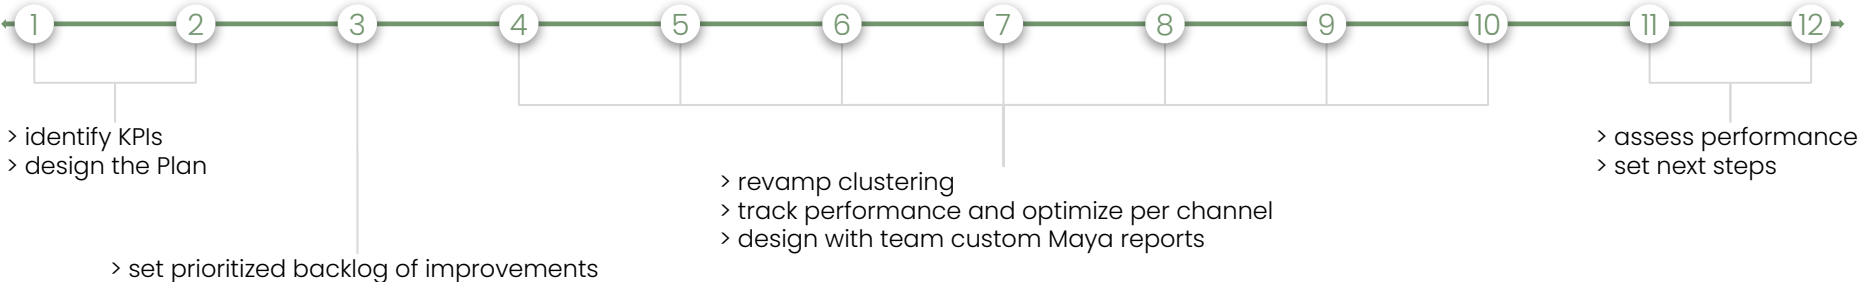 1 2 3 4 5 6 7 8 9 10 11 12
> identify KPIs
> design the Plan
> set prioritized backlog of improvements
> revamp clustering
> track performance and optimize per channel
> design with team custom Maya reports
> assess performance
> set next steps